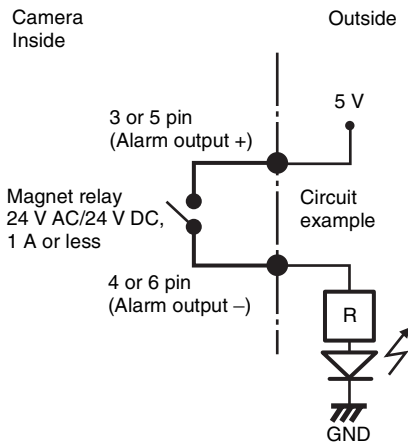 Camera
Inside
Outside
3 or 5 pin
(Alarm output +)
5 V
Magnet relay
24 V AC/24 V DC,
1 A or less
Circuit
example
4 or 6 pin
(Alarm output –)
R
GND